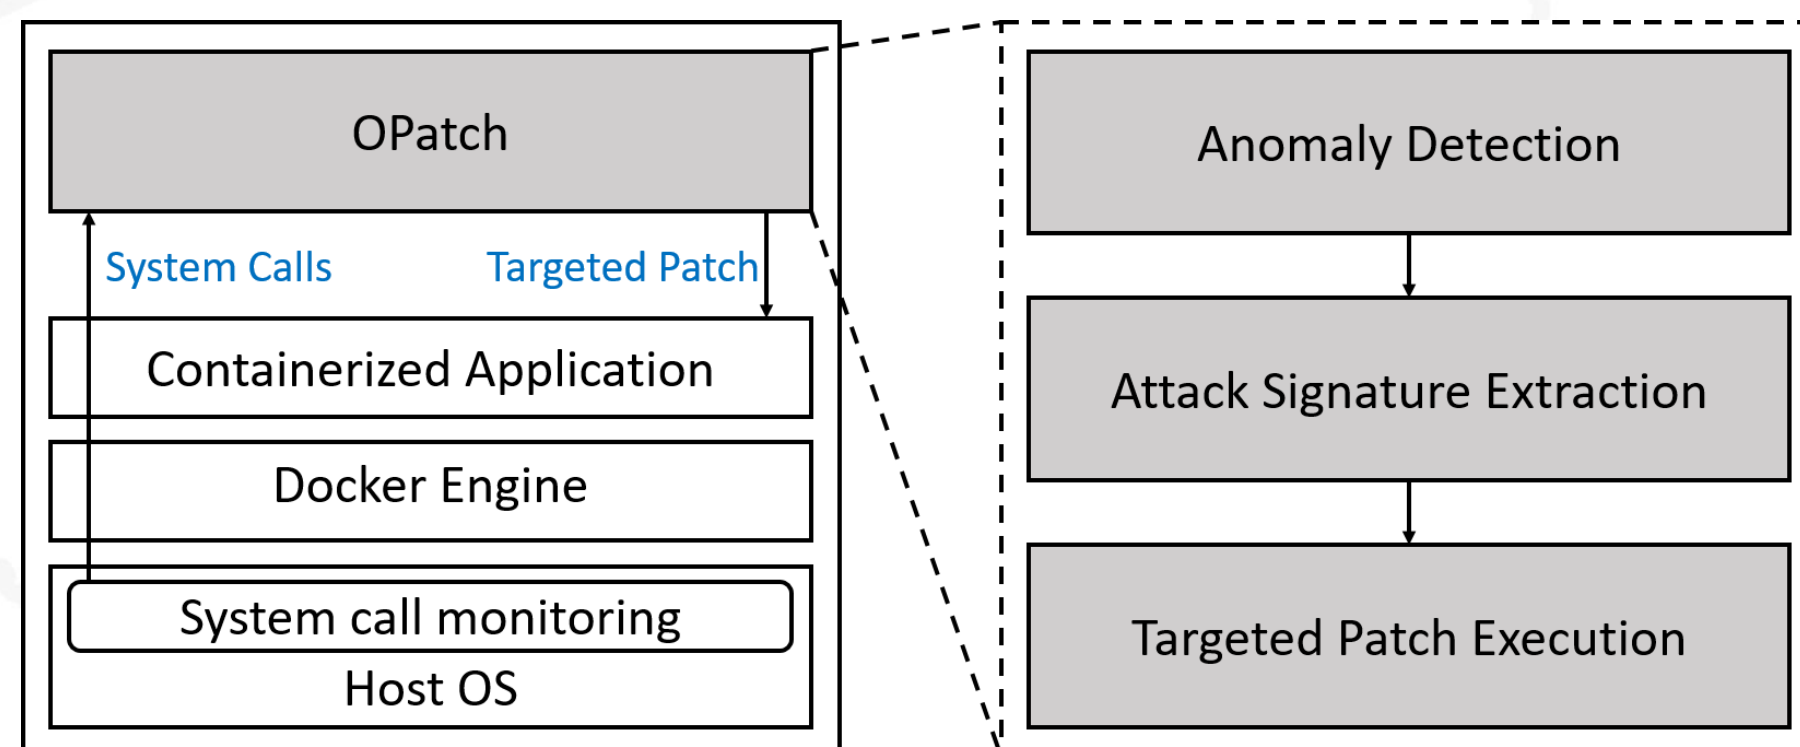 OPatch
System Calls
Targeted Patch
Containerized Application
Docker Engine
System call monitoring
Host OS
Anomaly Detection
Attack Signature Extraction
Targeted Patch Execution